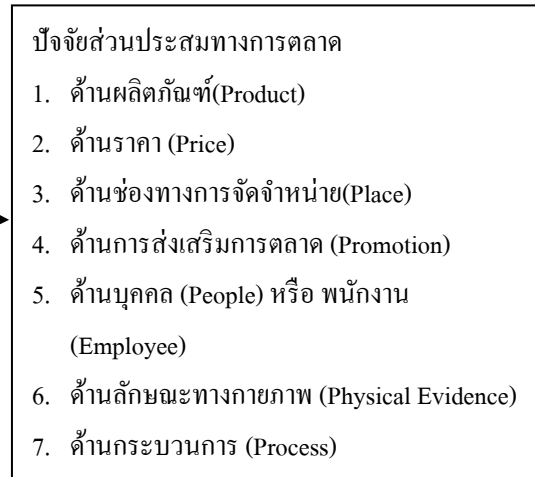 ปัจจัยส่วนประสมทางการตลาด
1. ด้านผลิตภัณฑ์(Product)
2. ด้านราคา (Price)
3. ด้านช่องทางการจัดจำหน่าย(Place)
4. ด้านการส่งเสริมการตลาด (Promotion)
5. ด้านบุคคล (People) หรือ พนักงาน
(Employee)
6. ด้านลักษณะทางกายภาพ (Physical Evidence)
7. ด้านกระบวนการ (Process)